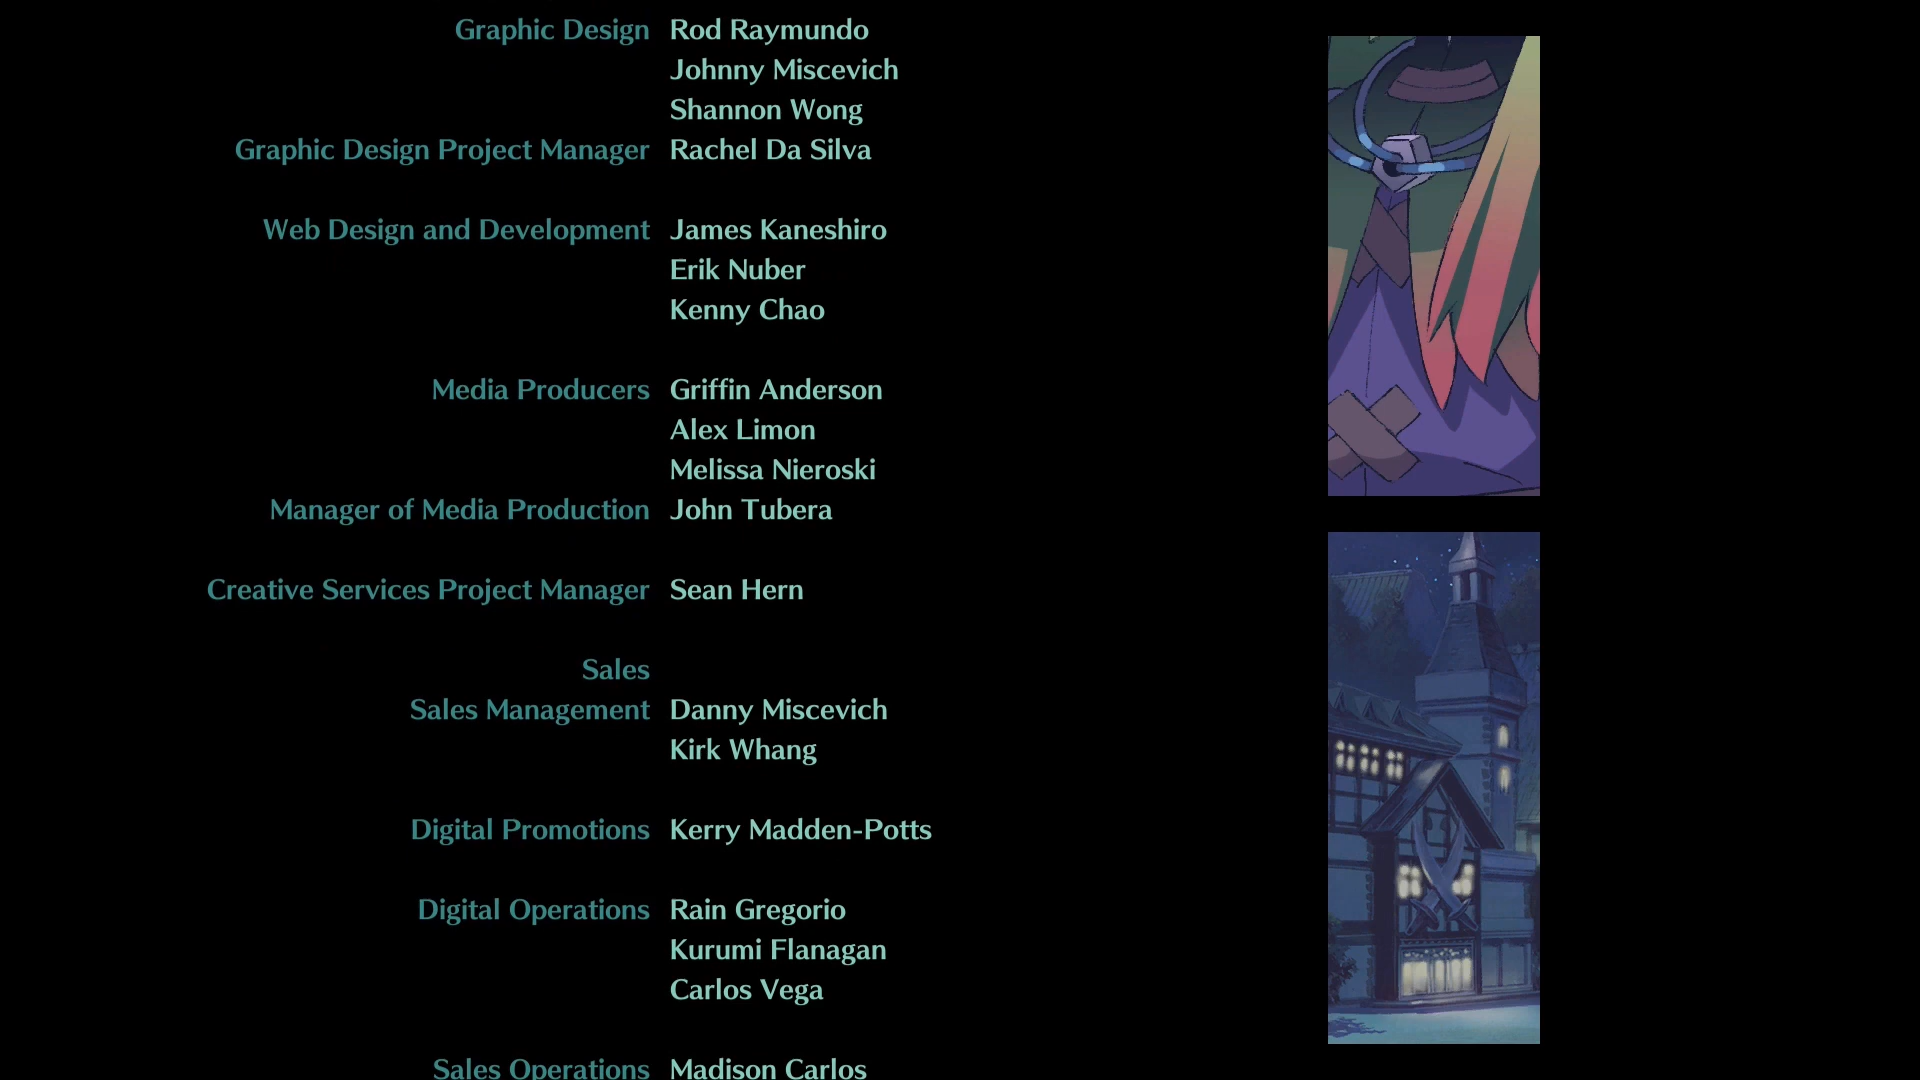 Graphic Design Rod Raymundo
Johnny Miscevich
Shannon Wong
Graphic Design Project Manager Rachel Da Silva
Web Design and Development James Kaneshiro
Erik Nuber
Kenny Chao
Media Producers Griffin Anderson
Alex Limon
Melissa Nieroski
Manager of Media Production John Tubera
Creative Services Project Manager Sean Hern
Sales
Sales Management Danny Miscevich
Kirk Whang
Digital Promotions Kerry Madden-Potts
Digital Operations Rain Gregorio
Kurumi Flanagan
Carlos Vega
Sales Operations Madison Carlos